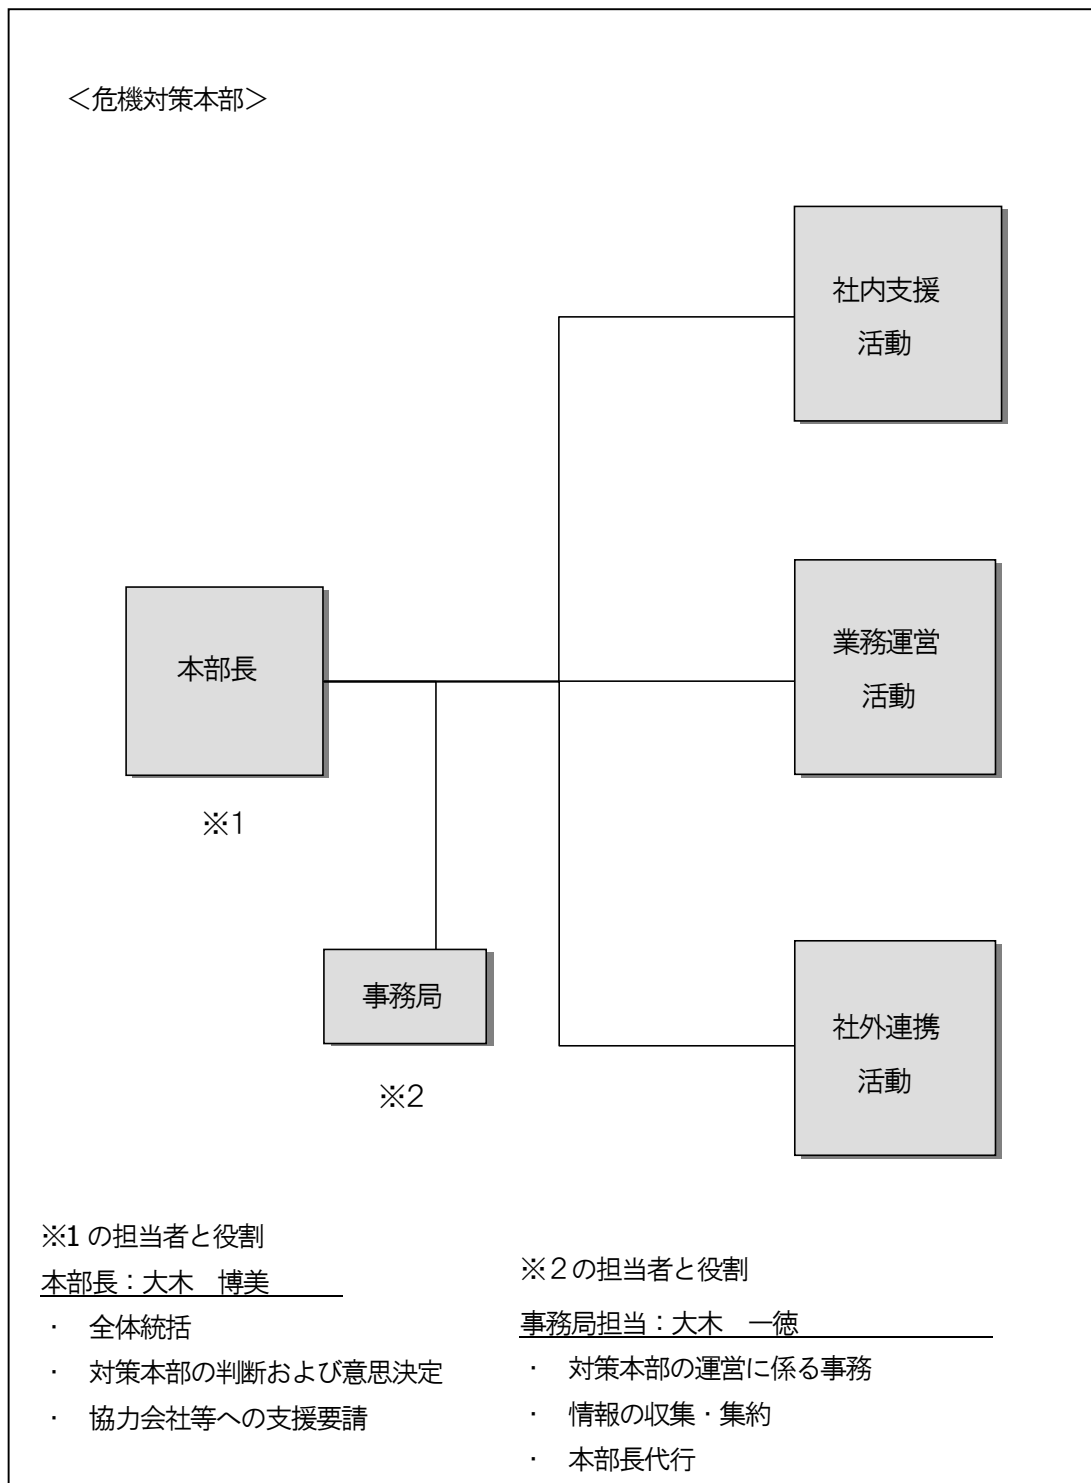 ＜危機対策本部＞
社内支援
活動
業務運営
活動
本部長
※1
事務局
※2
社外連携
活動
※1 の担当者と役割
本部長：大木　博美
・　全体統括
・　対策本部の判断および意思決定
・　協力会社等への支援要請
※２の担当者と役割
事務局担当：大木　一徳
・　対策本部の運営に係る事務
・　情報の収集・集約
・　本部長代行